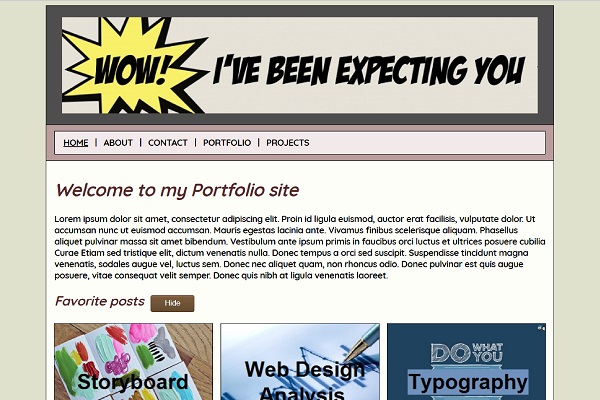 WOW! I'VE BEEN EXPECTING YOU
HOME | ABOUT | CONTACT | PORTFOLIO | PROJECTS
Welcome to my Portfolio site
Lorem ipsum dolor sit amet, consectetur adipiscing elit. Proin id ligula euismod, auctor erat facilisis, vulputate dolor. Ut
accumsan nunc ut euismod accumsan. Mauris egestas lacinia ante. Vivamus finibus scelerisque aliquam. Phasellus
aliquet pulvinar massa sit amet bibendum. Vestibulum ante ipsum primis in faucibus orci luctus et ultrices posuere cubilia
Curae Etiam sed tristique elit, dictum venenatis nulla. Donec tempus a orci sed suscipit. Suspendisse tincidunt magna
venenatis, sodales augue vel, luctus sem. Donec nec aliquet quam, non rhoncus odio. Donec pulvinar est quis augue
posuere, vitae consequat velit semper. Donec quis nibh at ligula venenatis laoreet.
Favorite posts Hide
Storyboard
Web Design
Analysis
DO WHAT
YOU
Typography